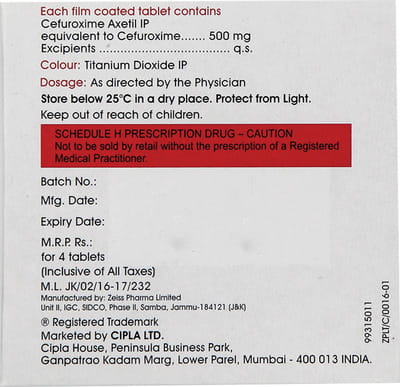 Each film coated tablet contains
Cefuroxime Axetil IP
equivalent to Cefuroxime....... 500 mg
Excipients ................................ q.s.
Colour: Titanium Dioxide IP
Dosage: As directed by the Physician
Store below 25°C in a dry place. Protect from Light.
Keep out of reach of children.
SCHEDULE H PRESCRIPTION DRUG – CAUTION
Not to be sold by retail without the prescription of a Registered
Medical Practitioner.
Batch No.:
Mfg. Date:
Expiry Date:
M.R.P. Rs.:
for 4 tablets
(Inclusive of All Taxes)
M.L. JK/02/16-17/232
Manufactured by: Zeiss Pharma Limited
Unit II, IGC, SIDCO, Phase II, Samba, Jammu-184121 (J&K)
® Registered Trademark
Marketed by CIPLA LTD.
Cipla House, Peninsula Business Park,
Ganpatrao Kadam Marg, Lower Parel, Mumbai - 400 013 INDIA.
99315011
ZPLT/C/0016-01